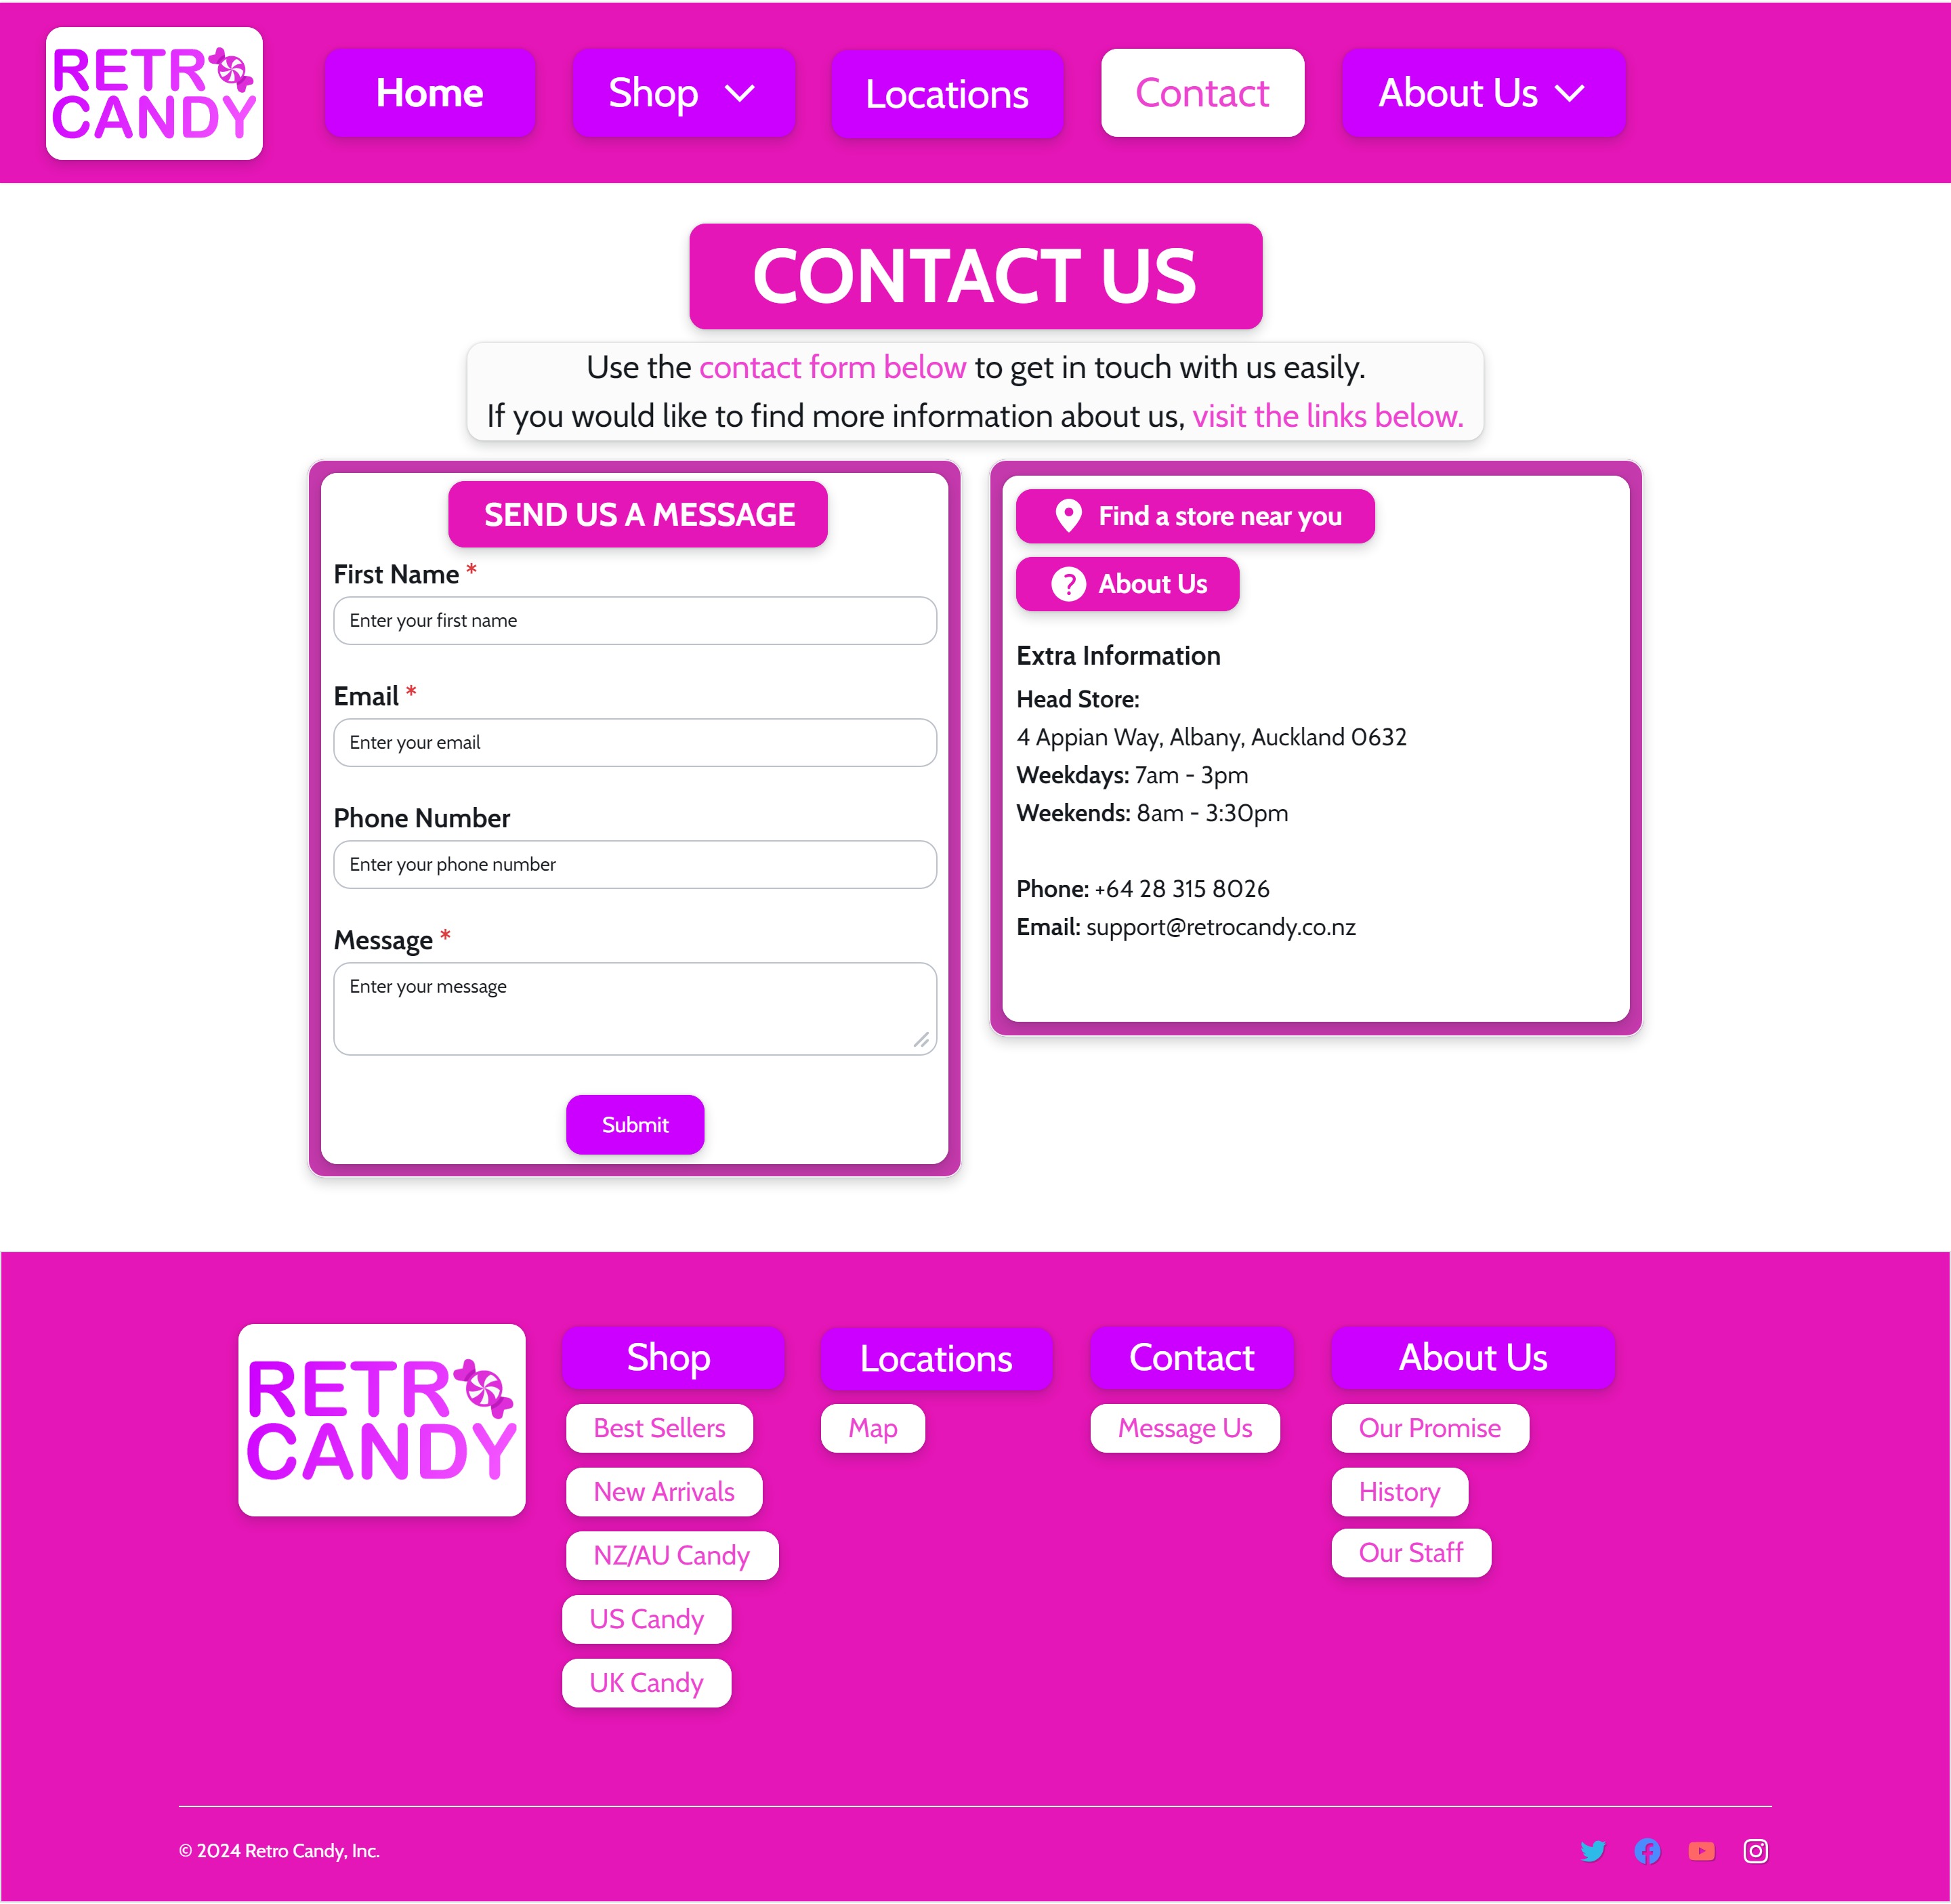 RETRO
CANDY
Home
Shop
Locations
Contact
About Us
CONTACT US
Use the contact form below to get in touch with us easily.
If you would like to find more information about us, visit the links below.
SEND US A MESSAGE
First Name *
Enter your first name
Email *
Enter your email
Phone Number
Enter your phone number
Message *
Enter your message
Submit
Find a store near you
? About Us
Extra Information
Head Store:
4 Appian Way, Albany, Auckland 0632
Weekdays: 7am - 3pm
Weekends: 8am - 3:30pm
Phone: +64 28 315 8026
Email: support@retrocandy.co.nz
RETRO
CANDY
Shop
Best Sellers
New Arrivals
NZ/AU Candy
US Candy
UK Candy
Locations
Map
Contact
Message Us
About Us
Our Promise
History
Our Staff
© 2024 Retro Candy, Inc.